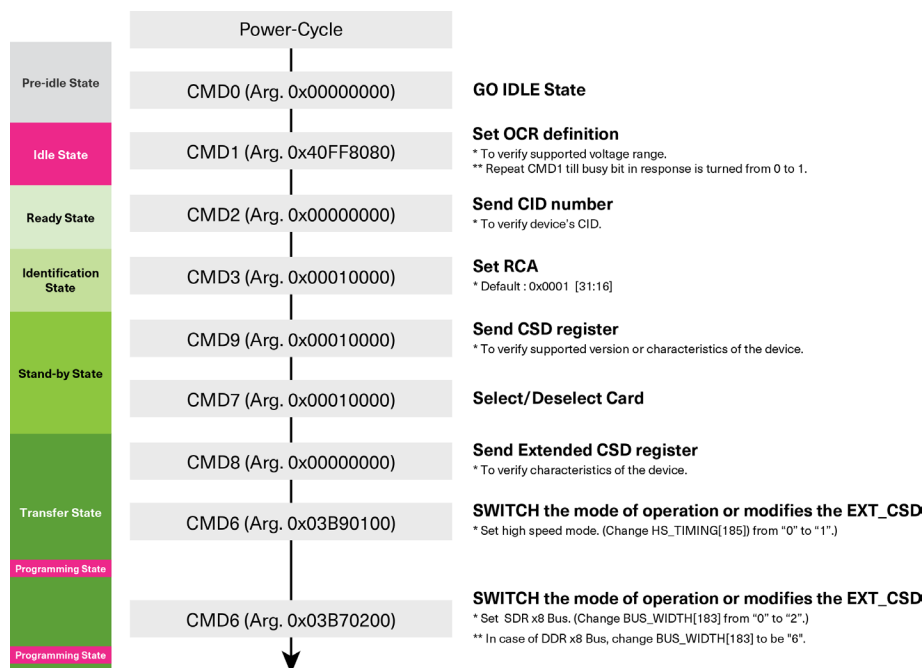 Power-Cycle
Pre-idle State
CMD0 (Arg. 0x00000000)
GO IDLE State
Idle State
CMD1 (Arg. 0x40FF8080)
Set OCR definition
* To verify supported voltage range.
** Repeat CMD1 till busy bit in response is turned from 0 to 1.
Ready State
CMD2 (Arg. 0x00000000)
Send CID number
* To verify device's CID.
Identification
State
CMD3 (Arg. 0x00010000)
Set RCA
* Default : 0x0001 [31:16]
Stand-by State
CMD9 (Arg. 0x00010000)
Send CSD register
* To verify supported version or characteristics of the device.
CMD7 (Arg. 0x00010000)
Select/Deselect Card
Transfer State
CMD8 (Arg. 0x00000000)
Send Extended CSD register
* To verify characteristics of the device.
CMD6 (Arg. 0x03B90100)
SWITCH the mode of operation or modifies the EXT_CSD
* Set high speed mode. (Change HS_TIMING[185]) from “0” to “1”.)
Programming State
CMD6 (Arg. 0x03B70200)
SWITCH the mode of operation or modifies the EXT_CSD
* Set SDR x8 Bus. (Change BUS_WIDTH[183] from “0” to “2”.)
** In case of DDR x8 Bus, change BUS_WIDTH[183] to be "6".
Programming State